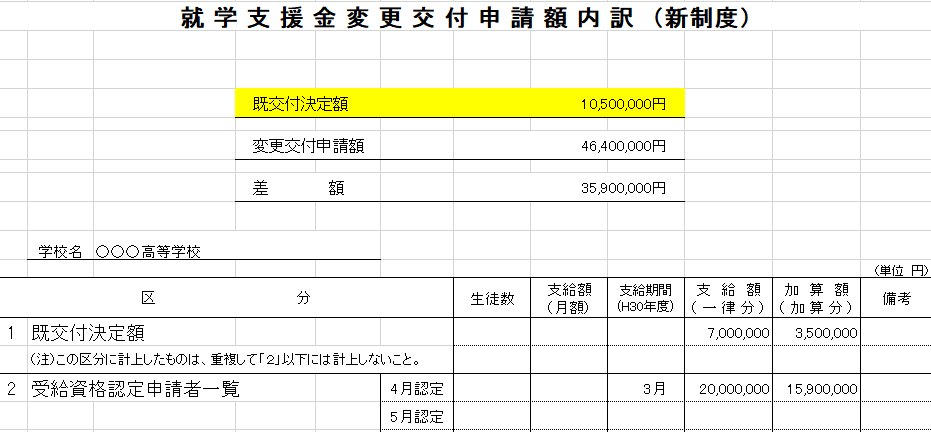 就学支援金変更交付申請額内訳（新制度）
既交付決定額 10,500,000円
変更交付申請額 46,400,000円
差 額 35,900,000円
学校名 ○○○高等学校
（単位 円）
区 分 生徒数 支給額（月額） 支給期間（H30年度） 支給額（一律分） 加算額（加算分） 備考
1 既交付決定額 7,000,000 3,500,000
（注）この区分に計上したものは、重複して「２」以下には計上しないこと。
2 受給資格認定申請者一覧 4月認定 3月 20,000,000 15,900,000
5月認定